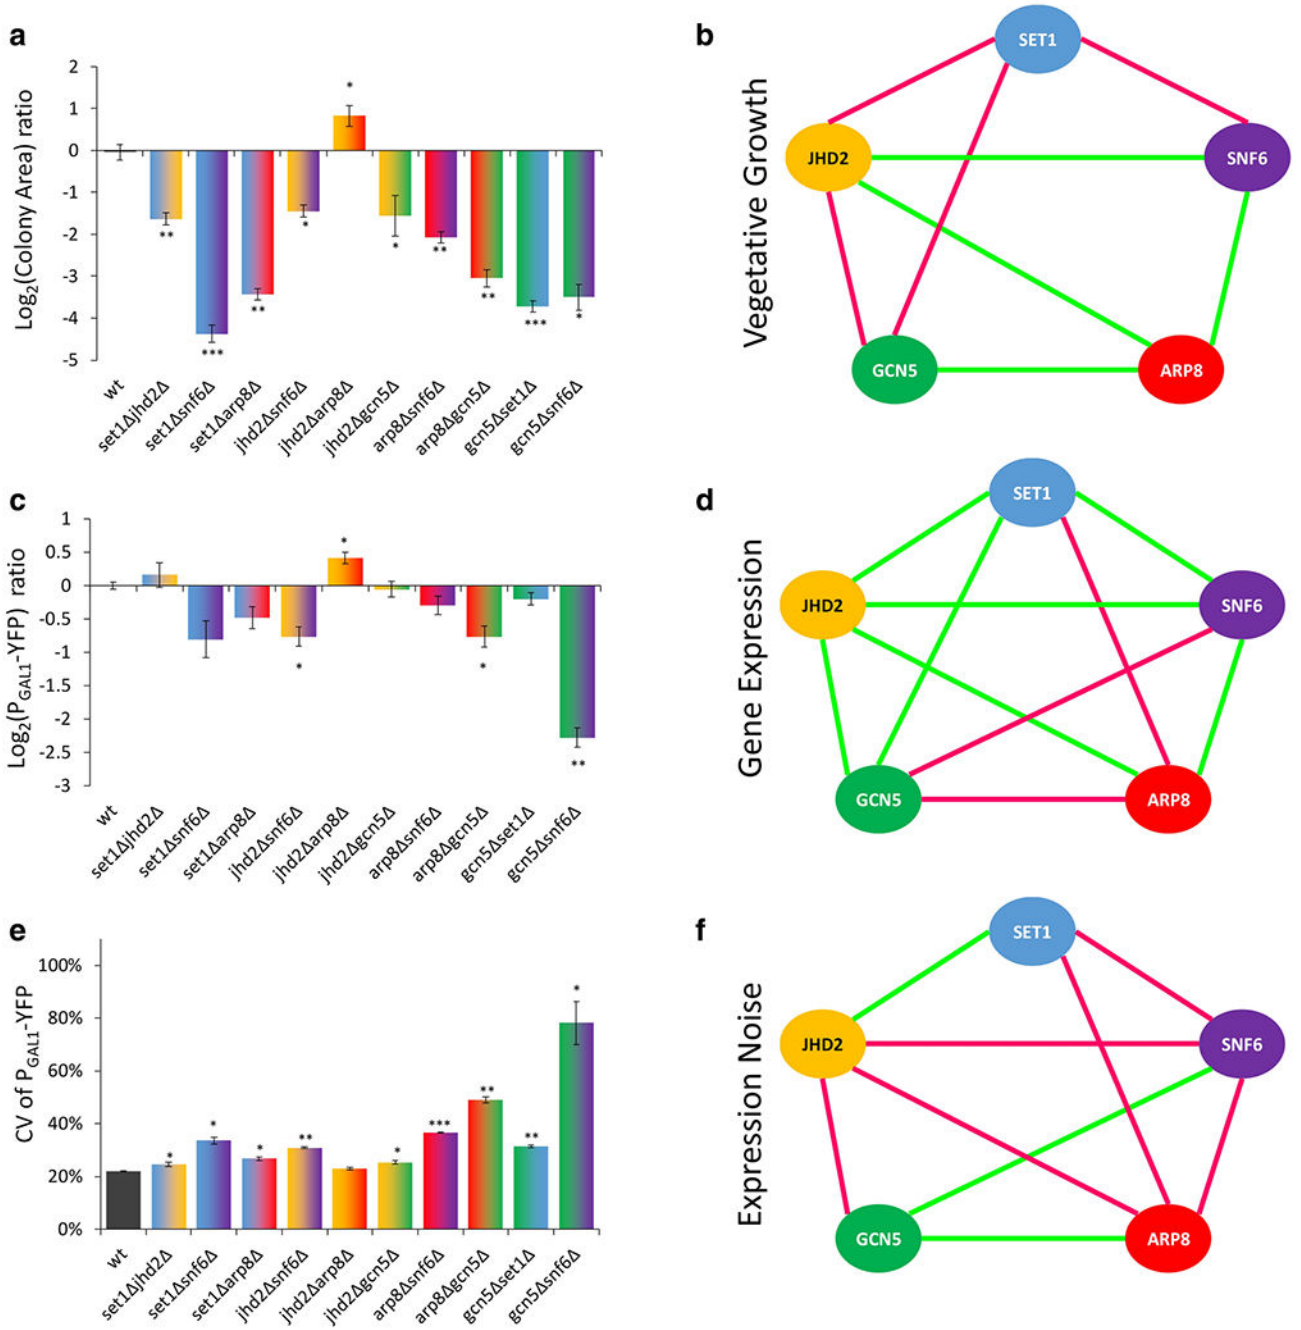 a
Log2(Colony Area) ratio
2
1
0
-1
-2
-3
-4
-5
*
**
***
**
*
*
**
**
***
*
wt
set1Δjhd2Δ
set1Δsnf6Δ
set1Δarp8Δ
jhd2Δsnf6Δ
jhd2Δarp8Δ
jhd2Δgcn5Δ
arp8Δsnf6Δ
arp8Δgcn5Δ
gcn5Δset1Δ
gcn5Δsnf6Δ
b
Vegetative Growth
SET1
JHD2
SNF6
GCN5
ARP8
c
Log2(PGAL1-YFP) ratio
1
0.5
0
-0.5
-1
-1.5
-2
-2.5
-3
*
*
*
**
wt
set1Δjhd2Δ
set1Δsnf6Δ
set1Δarp8Δ
jhd2Δsnf6Δ
jhd2Δarp8Δ
jhd2Δgcn5Δ
arp8Δsnf6Δ
arp8Δgcn5Δ
gcn5Δset1Δ
gcn5Δsnf6Δ
d
Gene Expression
SET1
JHD2
SNF6
GCN5
ARP8
e
CV of PGAL1-YFP
100%
80%
60%
40%
20%
0%
*
*
*
**
*
***
**
**
*
wt
set1Δjhd2Δ
set1Δsnf6Δ
set1Δarp8Δ
jhd2Δsnf6Δ
jhd2Δarp8Δ
jhd2Δgcn5Δ
arp8Δsnf6Δ
arp8Δgcn5Δ
gcn5Δset1Δ
gcn5Δsnf6Δ
f
Expression Noise
SET1
JHD2
SNF6
GCN5
ARP8